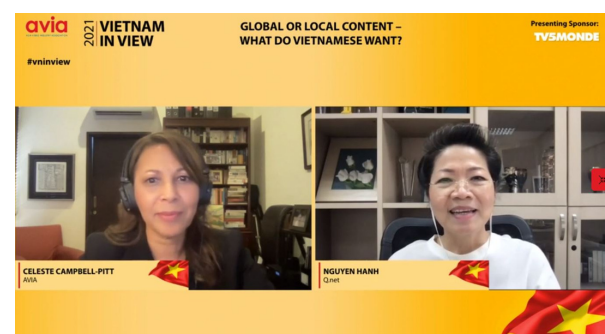 avia
2021
VIETNAM
IN VIEW
#vninview
GLOBAL OR LOCAL CONTENT –
WHAT DO VIETNAMESE WANT?
Presenting Sponsor:
TV5MONDE
CELESTE CAMPBELL-PITT
AVIA
NGUYEN HANH
Q.net